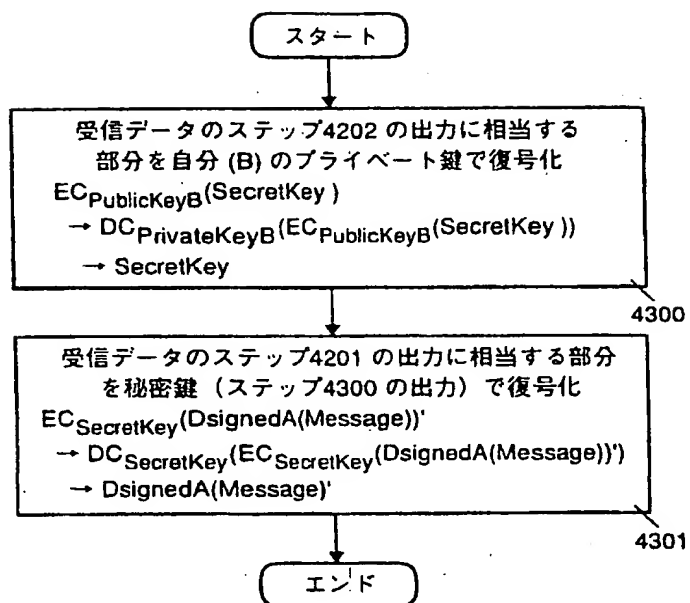 スタート
受信データのステップ4202 の出力に相当する
部分を自分 (B) のプライベート鍵で復号化
EC_PublicKeyB(SecretKey )
→ DC_PrivateKeyB(EC_PublicKeyB(SecretKey ))
→ SecretKey
4300
受信データのステップ4201 の出力に相当する部分
を秘密鍵（ステップ4300 の出力）で復号化
EC_SecretKey(DsignedA(Message))'
→ DC_SecretKey(EC_SecretKey(DsignedA(Message))')
→ DsignedA(Message)'
4301
エンド